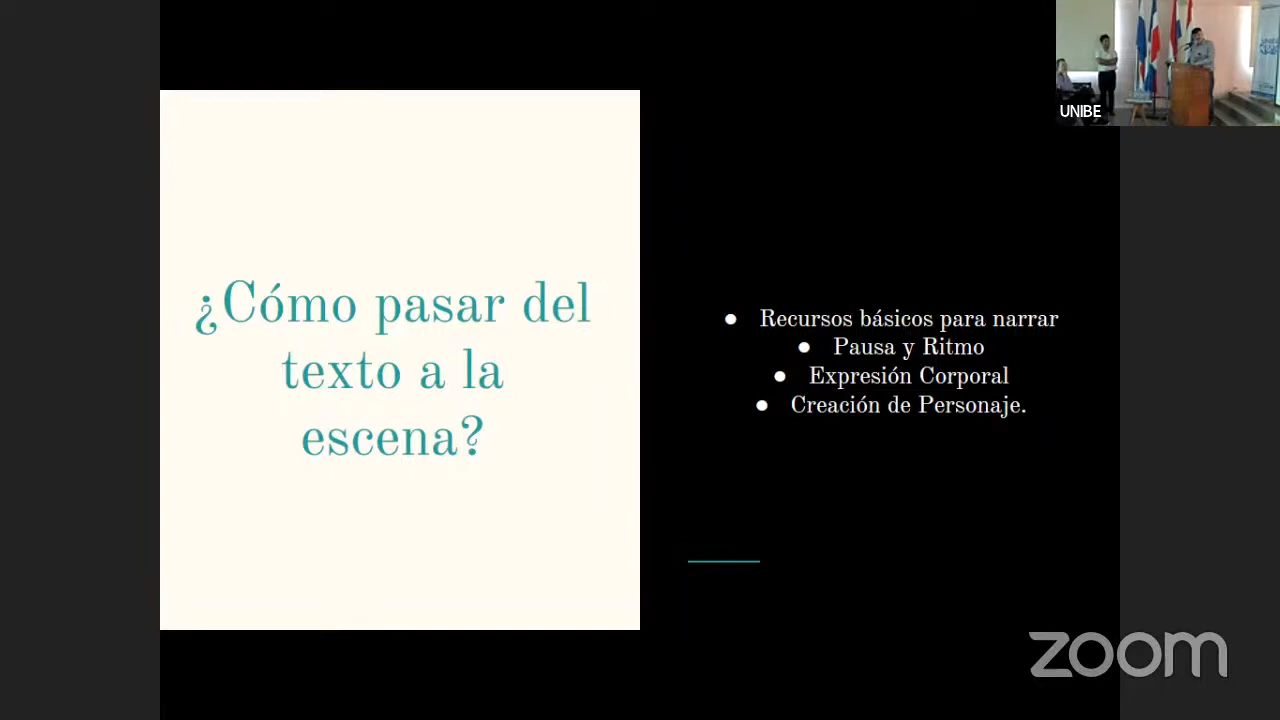 UNIBE
¿Cómo pasar del
texto a la
escena?
● Recursos básicos para narrar
● Pausa y Ritmo
● Expresión Corporal
● Creación de Personaje.
zoom